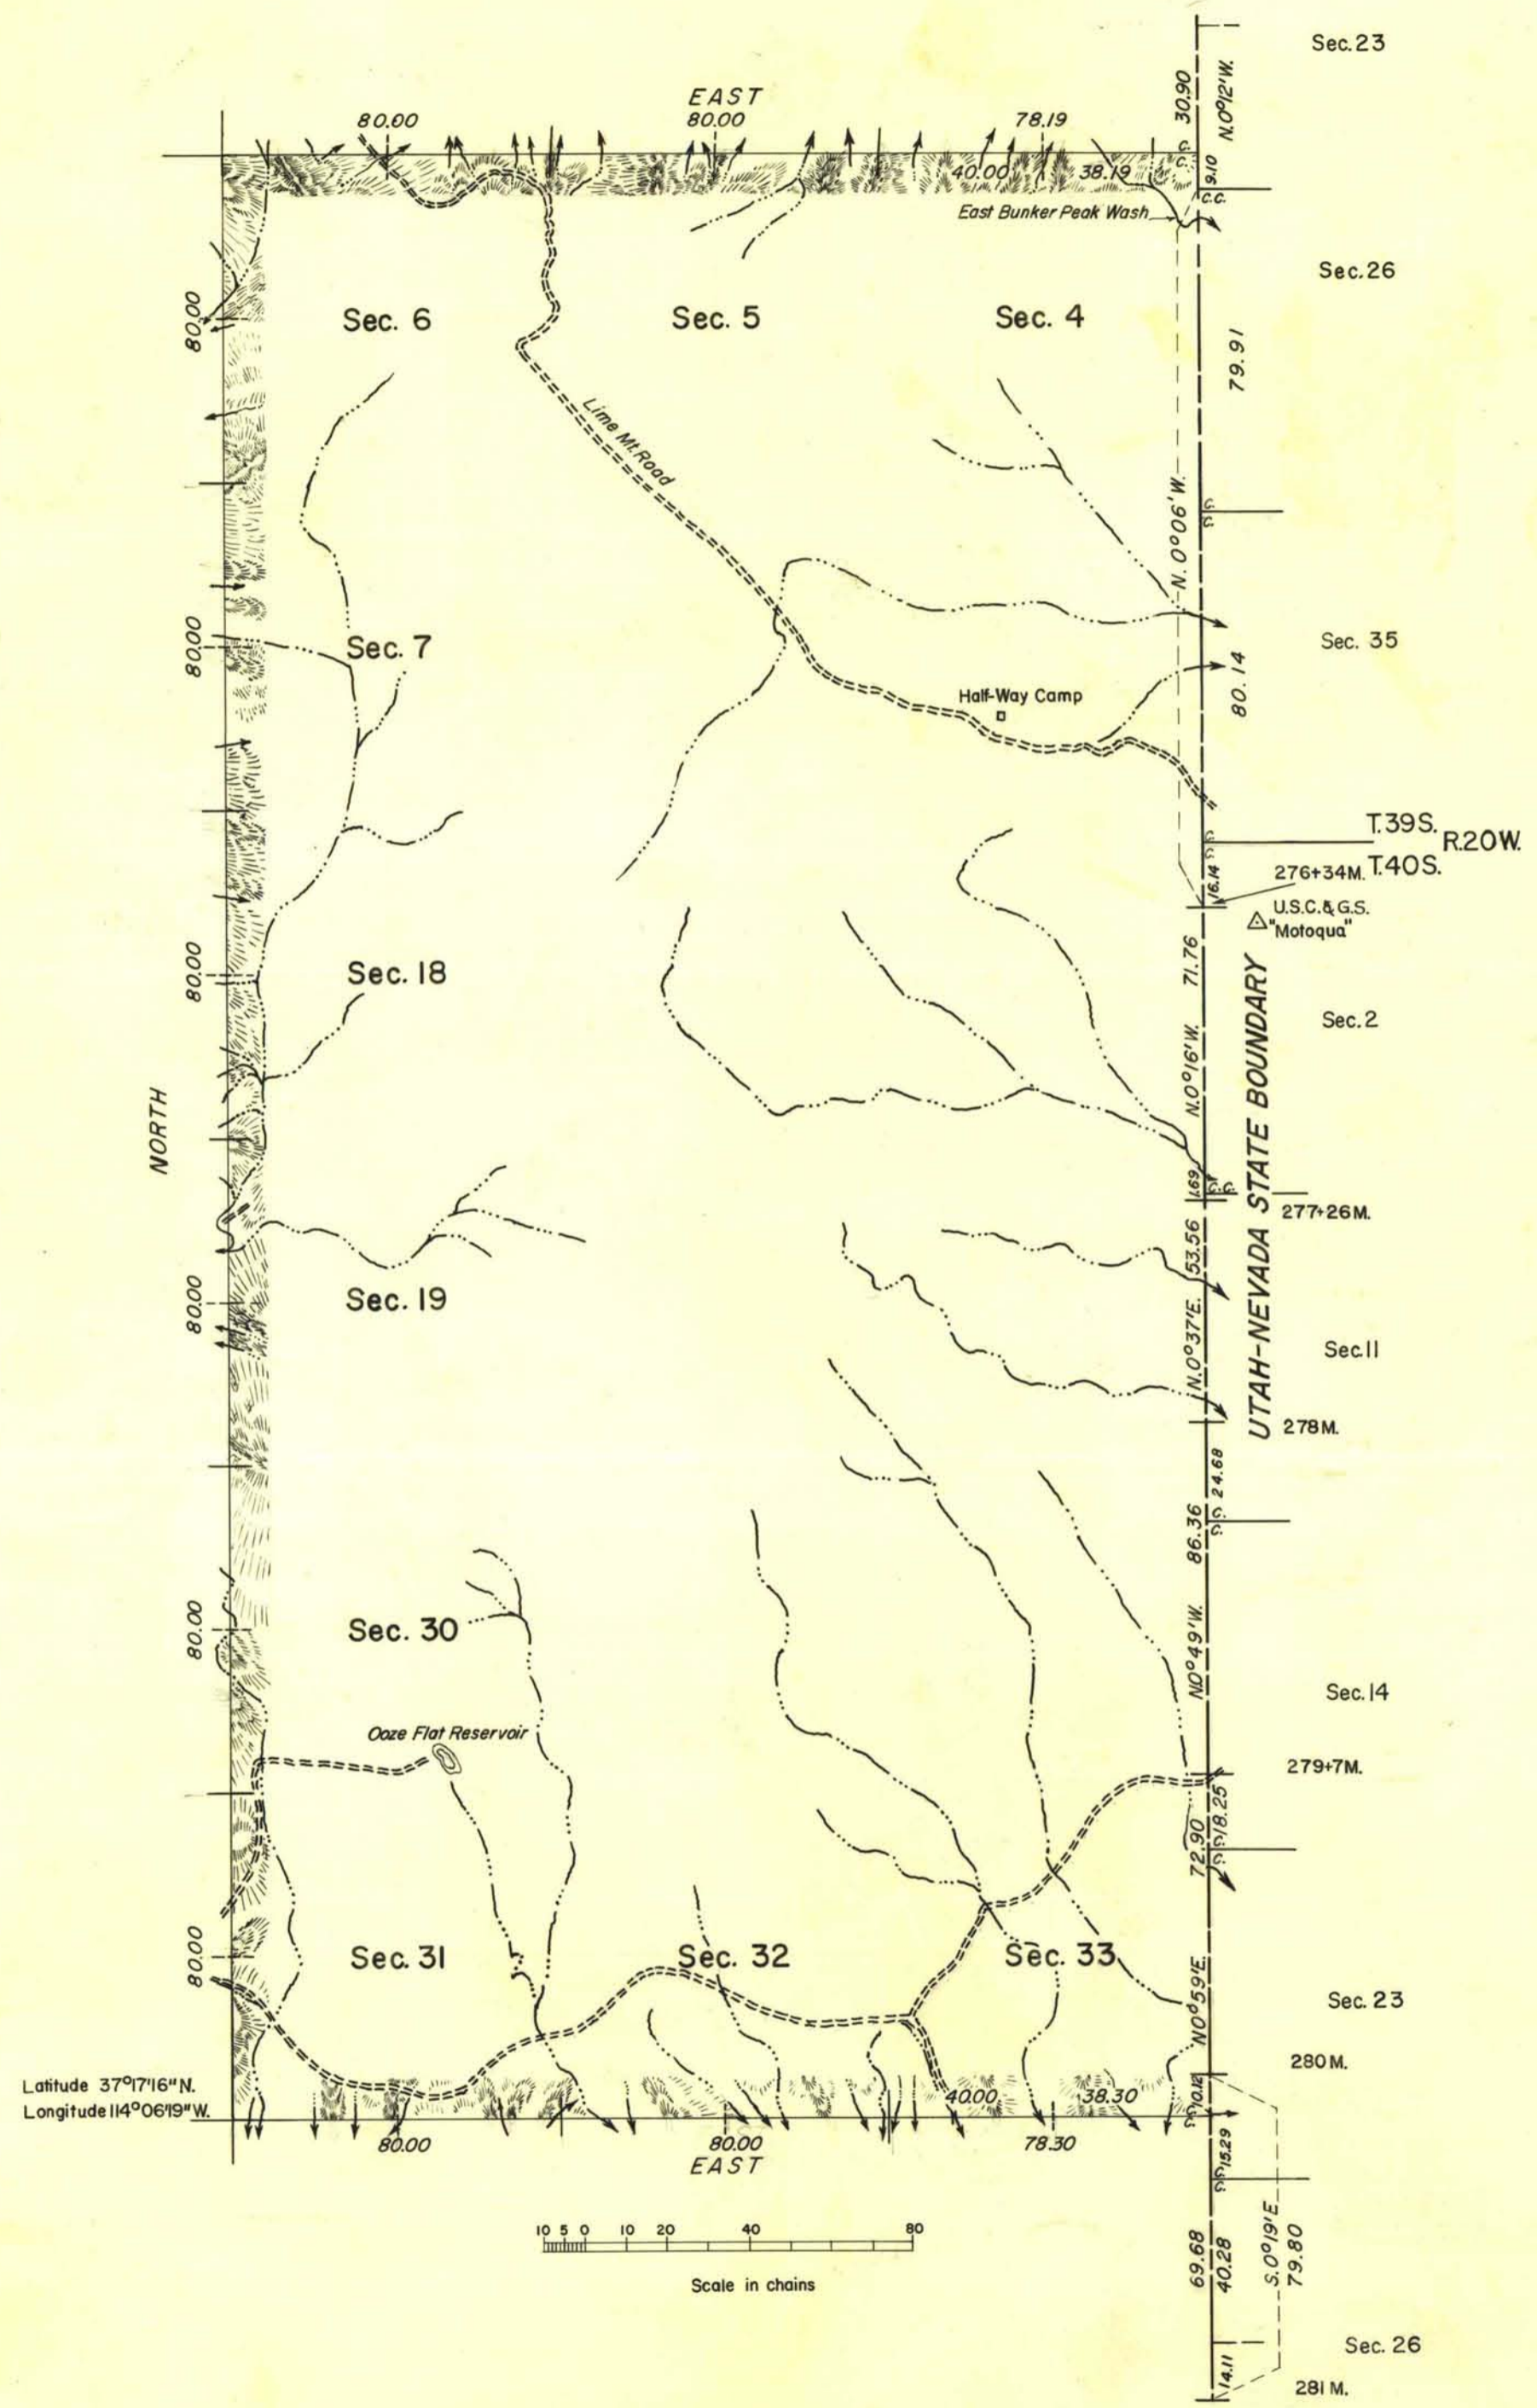 Sec. 23
EAST
80.00
80.00
78.19
30.90
N.0°12'W.
40.00
38.19
C.C.
9.10
C.C.
East Bunker Peak Wash
Sec. 26
80.00
Sec. 6
Sec. 5
Sec. 4
79.91
Lime Mt. Road
N. 0°06' W.
C.C.
80.00
Sec. 7
Sec. 35
80.14
Half-Way Camp
T.39S.
R.20W.
T.40S.
C.C.
16.14
276+34M.
U.S.C.&G.S.
"Motoqua"
80.00
Sec. 18
71.76
Sec. 2
N.0°16'W.
NORTH
UTAH-NEVADA STATE BOUNDARY
1.69
C.C.
277+26M.
53.56
80.00
Sec. 19
N.0°37'E.
Sec. 11
278M.
24.68
86.36
C.C.
80.00
Sec. 30
N0°49'W.
Sec. 14
Ooze Flat Reservoir
279+7M.
18.25
72.90
C.C.
80.00
Sec. 31
Sec. 32
Sec. 33
N0°59'E.
Sec. 23
280M.
Latitude 37°17'16" N.
Longitude 114°06'19" W.
40.00
38.30
10.12
C.C.
80.00
80.00
78.30
EAST
15.29
C.C.
S.0°19'E
79.80
69.68
40.28
10 5 0 10 20 40 80
Scale in chains
Sec. 26
14.11
281M.